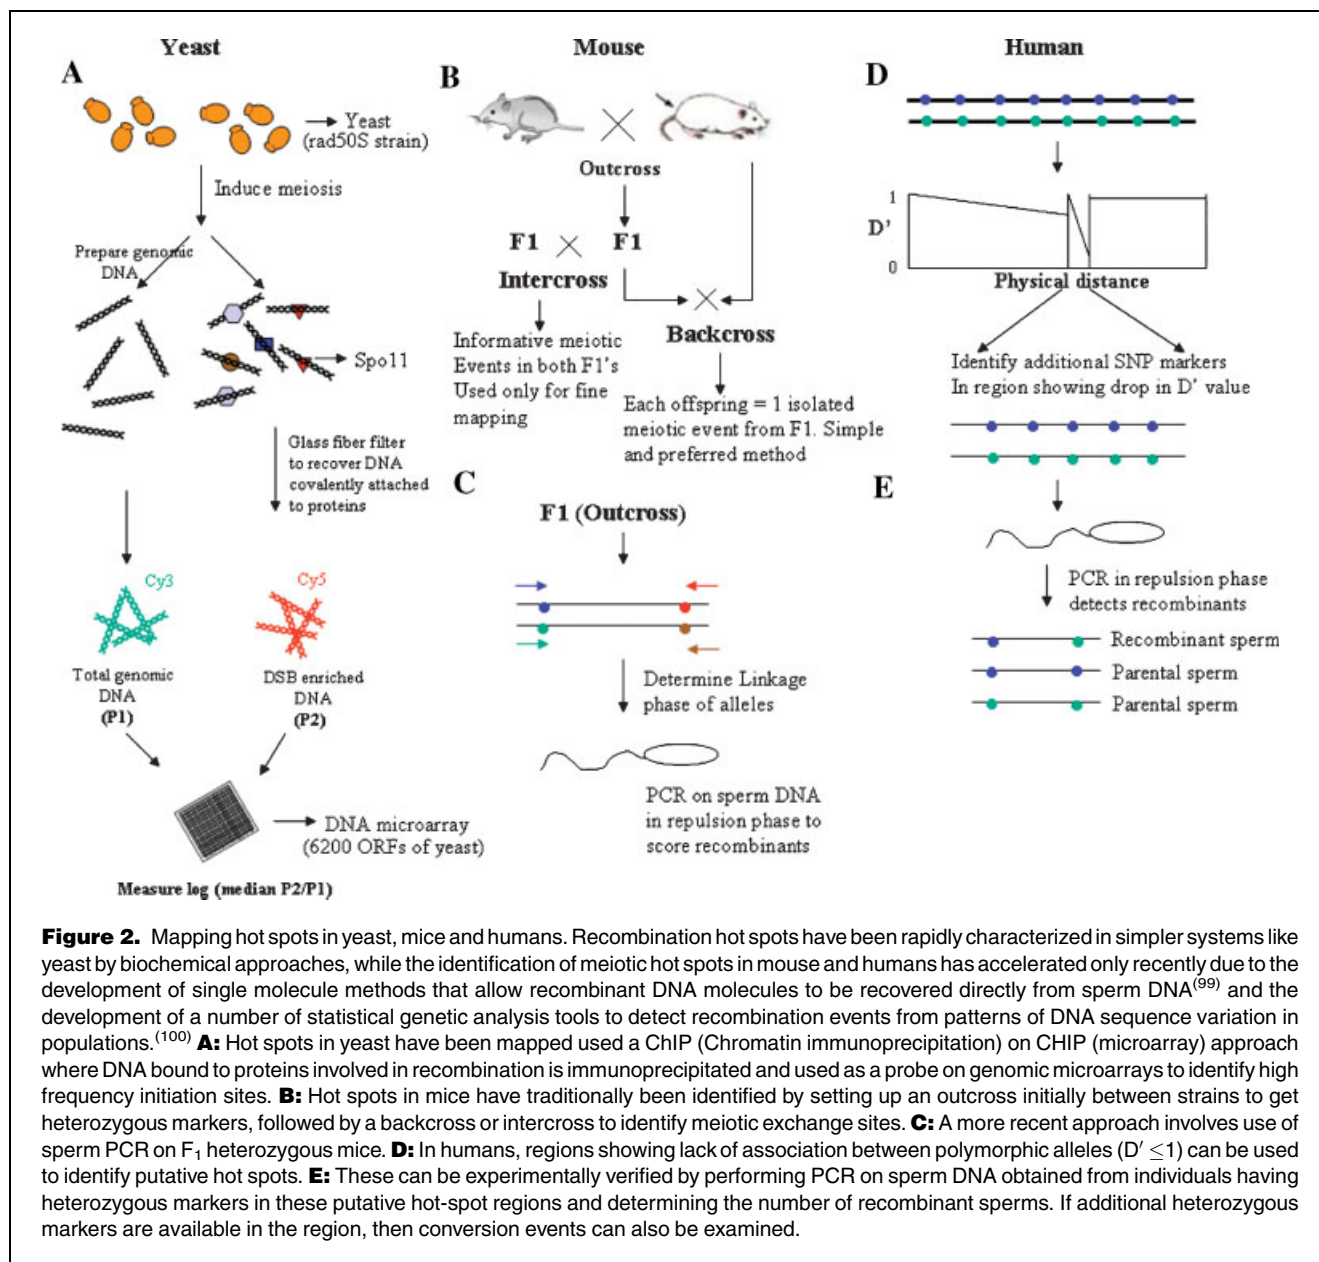 Yeast
A
Yeast
(rad50S strain)
Induce meiosis
Prepare genomic
DNA
Spo11
Glass fiber filter
to recover DNA
covalently attached
to proteins
Cy3
Cy5
Total genomic
DNA
(P1)
DSB enriched
DNA
(P2)
DNA microarray
(6200 ORFs of yeast)
Measure log (median P2/P1)
Mouse
B
Outcross
F1
F1
Intercross
Backcross
Informative meiotic
Events in both F1's
Used only for fine
mapping
Each offspring = 1 isolated
meiotic event from F1. Simple
and preferred method
C
F1 (Outcross)
Determine Linkage
phase of alleles
PCR on sperm DNA
in repulsion phase to
score recombinants
Human
D
1
D'
0
Physical distance
Identify additional SNP markers
In region showing drop in D' value
E
PCR in repulsion phase
detects recombinants
Recombinant sperm
Parental sperm
Parental sperm
Figure 2. Mapping hot spots in yeast, mice and humans. Recombination hot spots have been rapidly characterized in simpler systems like
yeast by biochemical approaches, while the identification of meiotic hot spots in mouse and humans has accelerated only recently due to the
development of single molecule methods that allow recombinant DNA molecules to be recovered directly from sperm DNA(99) and the
development of a number of statistical genetic analysis tools to detect recombination events from patterns of DNA sequence variation in
populations.(100) A: Hot spots in yeast have been mapped used a ChIP (Chromatin immunoprecipitation) on CHIP (microarray) approach
where DNA bound to proteins involved in recombination is immunoprecipitated and used as a probe on genomic microarrays to identify high
frequency initiation sites. B: Hot spots in mice have traditionally been identified by setting up an outcross initially between strains to get
heterozygous markers, followed by a backcross or intercross to identify meiotic exchange sites. C: A more recent approach involves use of
sperm PCR on F1 heterozygous mice. D: In humans, regions showing lack of association between polymorphic alleles (D′ ≤1) can be used
to identify putative hot spots. E: These can be experimentally verified by performing PCR on sperm DNA obtained from individuals having
heterozygous markers in these putative hot-spot regions and determining the number of recombinant sperms. If additional heterozygous
markers are available in the region, then conversion events can also be examined.